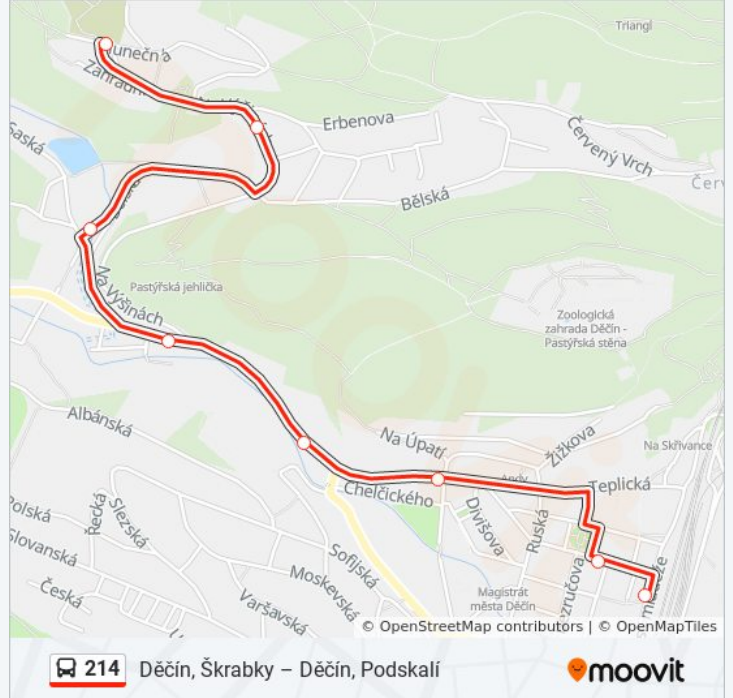 Triangl
Erbenova
Saská
Červený Vrch
Bělská
Na Výšinách
Pastýřská jehlička
Zoologická
zahrada Děčín -
Pastýřská stěna
Albánská
Na Úpatí
Žižkova
Na Skřivance
Teplická
Chelčického
Divišova
Ruská
Řecká
Slezská
Polská
Slovanská
Sofijská
Moskevská
Česká
Varšavská
Magistrát
města Děčín
© OpenStreetMap contributors | © OpenMapTiles
214 Děčín, Škrabky – Děčín, Podskalí
moovit